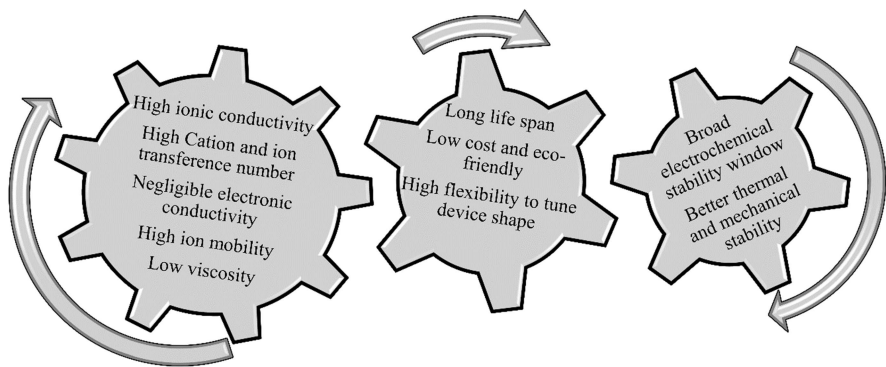 High ionic conductivity
High Cation and ion
transference number
Negligible electronic
conductivity
High ion mobility
Low viscosity
Long life span
Low cost and eco-
friendly
High flexibility to tune
device shape
Broad
electrochemical
stability window
Better thermal
and mechanical
stability